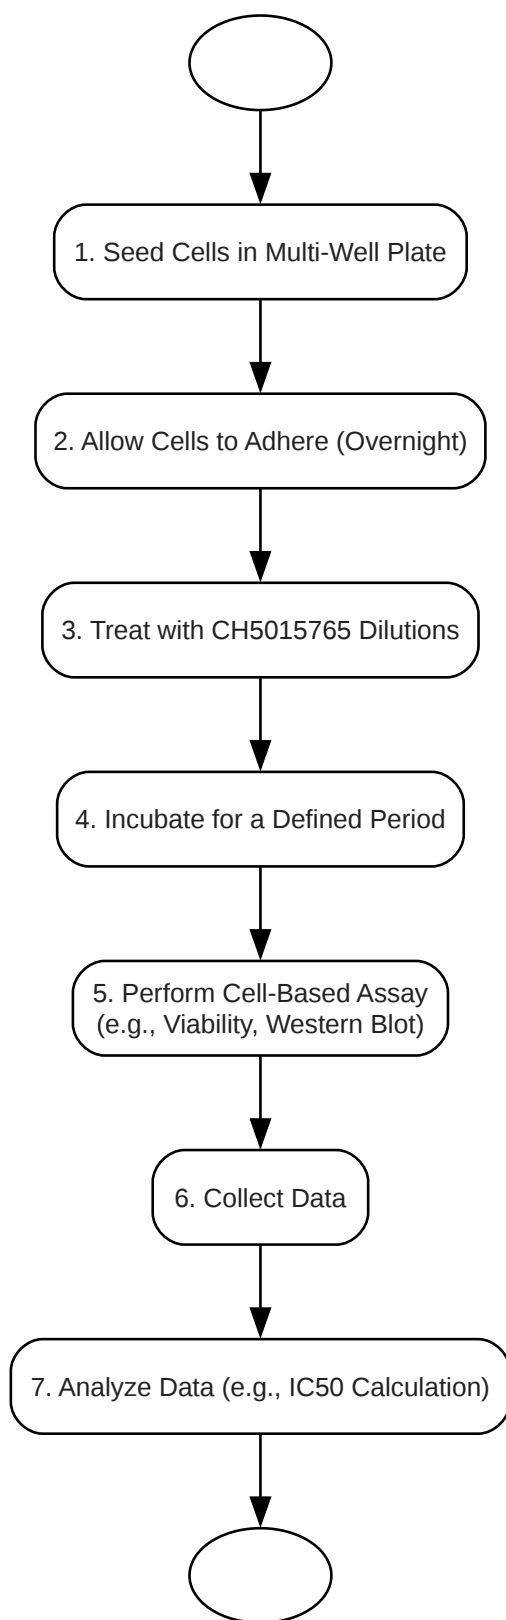 1. Seed Cells in Multi-Well Plate
2. Allow Cells to Adhere (Overnight)
3. Treat with CH5015765 Dilutions
4. Incubate for a Defined Period
5. Perform Cell-Based Assay
(e.g., Viability, Western Blot)
6. Collect Data
7. Analyze Data (e.g., IC50 Calculation)